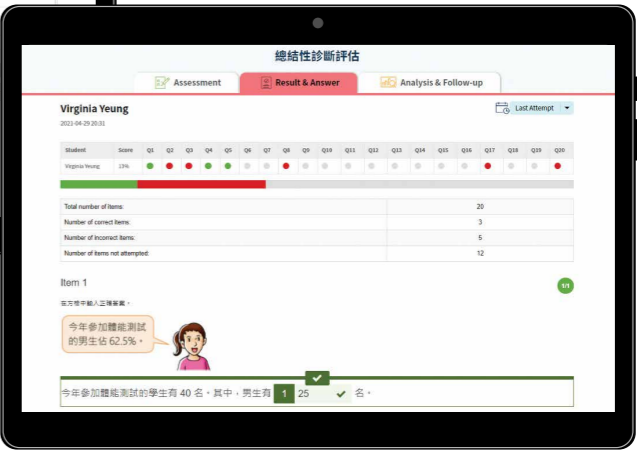 總結性診斷評估
Assessment
Result & Answer
Analysis & Follow-up
Virginia Yeung
2021-04-29 20:31
Last Attempt
Student Score Q1 Q2 Q3 Q4 Q5 Q6 Q7 Q8 Q9 Q10 Q11 Q12 Q13 Q14 Q15 Q16 Q17 Q18 Q19 Q20
Virginia Yeung 15%
Total number of items: 20
Number of correct items: 3
Number of incorrect items: 5
Number of items not attempted: 12
Item 1
1/1
在方格中輸入正確答案。
今年參加體能測試
的男生佔 62.5%。
今年參加體能測試的學生有 40 名。其中,男生有 1 25 名。